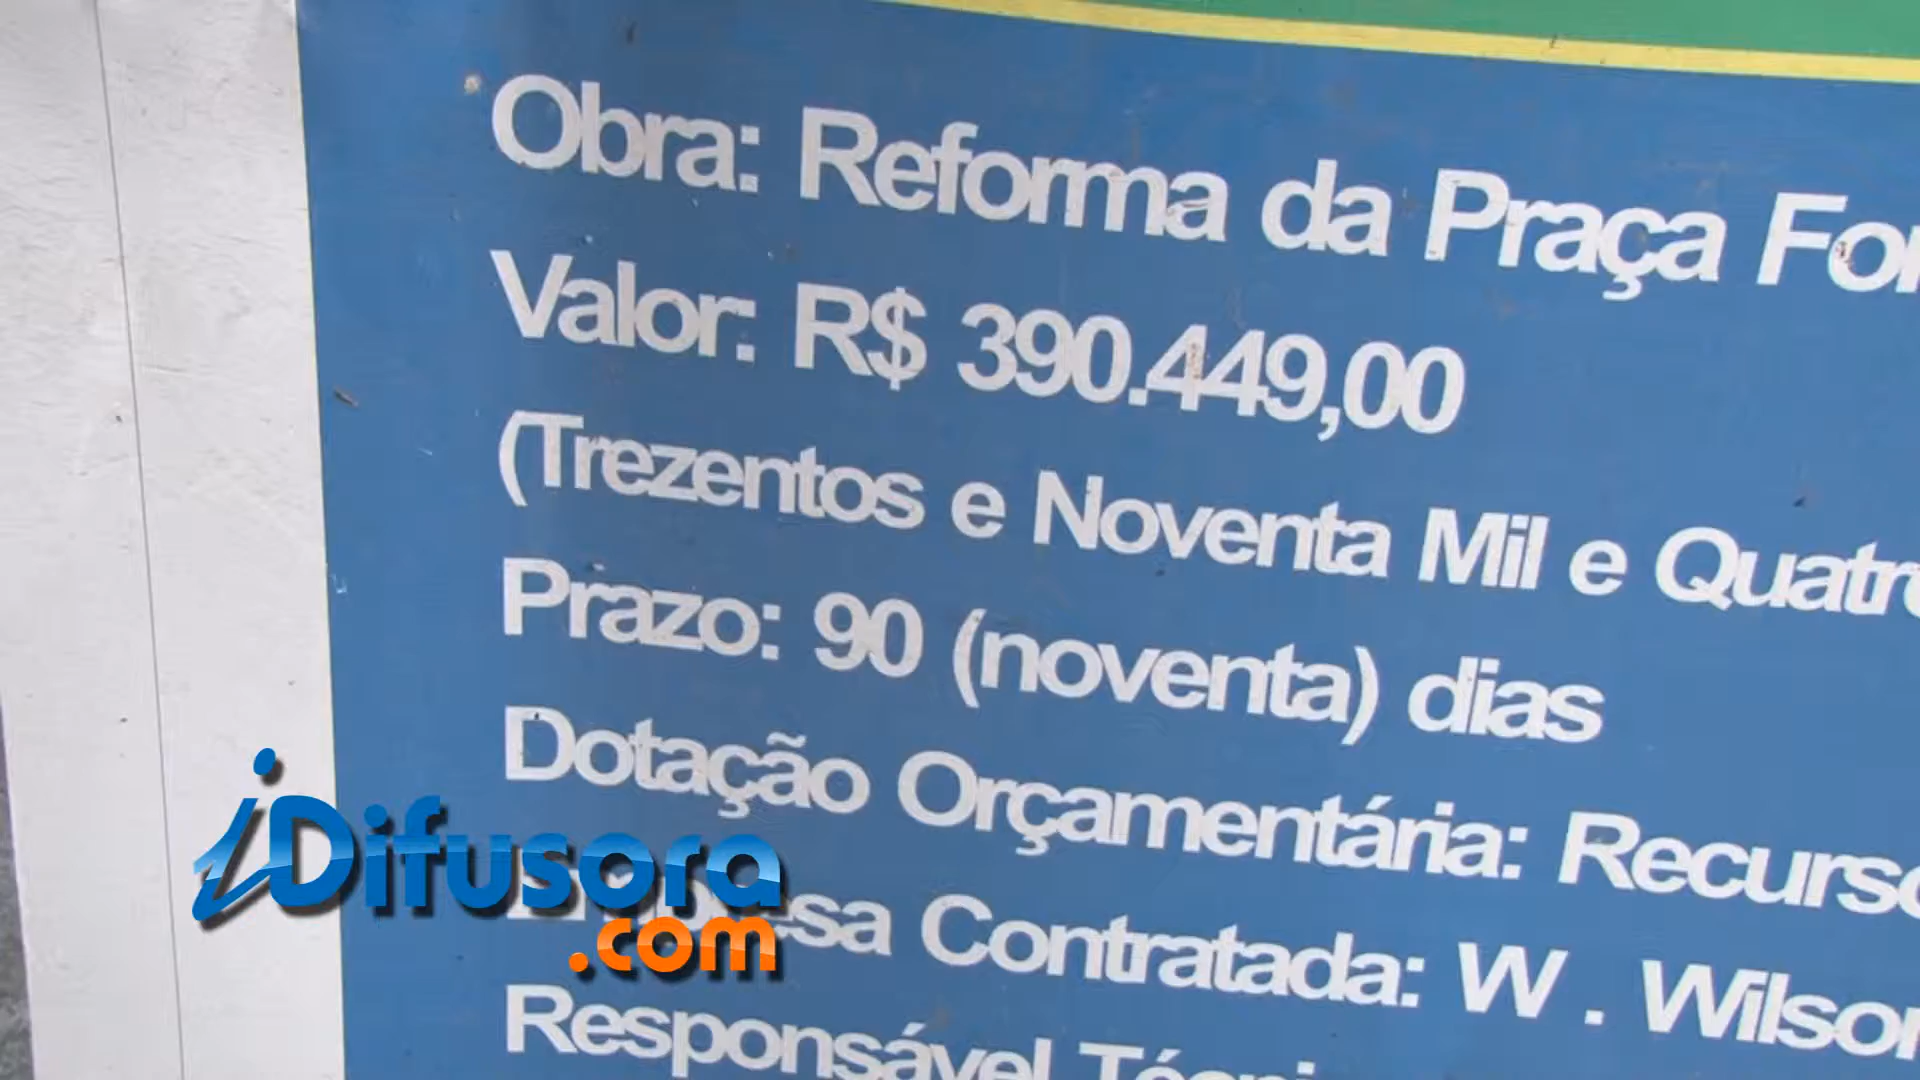 Obra: Reforma da Praça
Valor: R$ 390.449,00
(Trezentos e Noventa Mil e
Prazo: 90 (noventa) dias
Dotação Orçamentária:
Contratada: W . Wilson
Responsável
iDifusora
.com